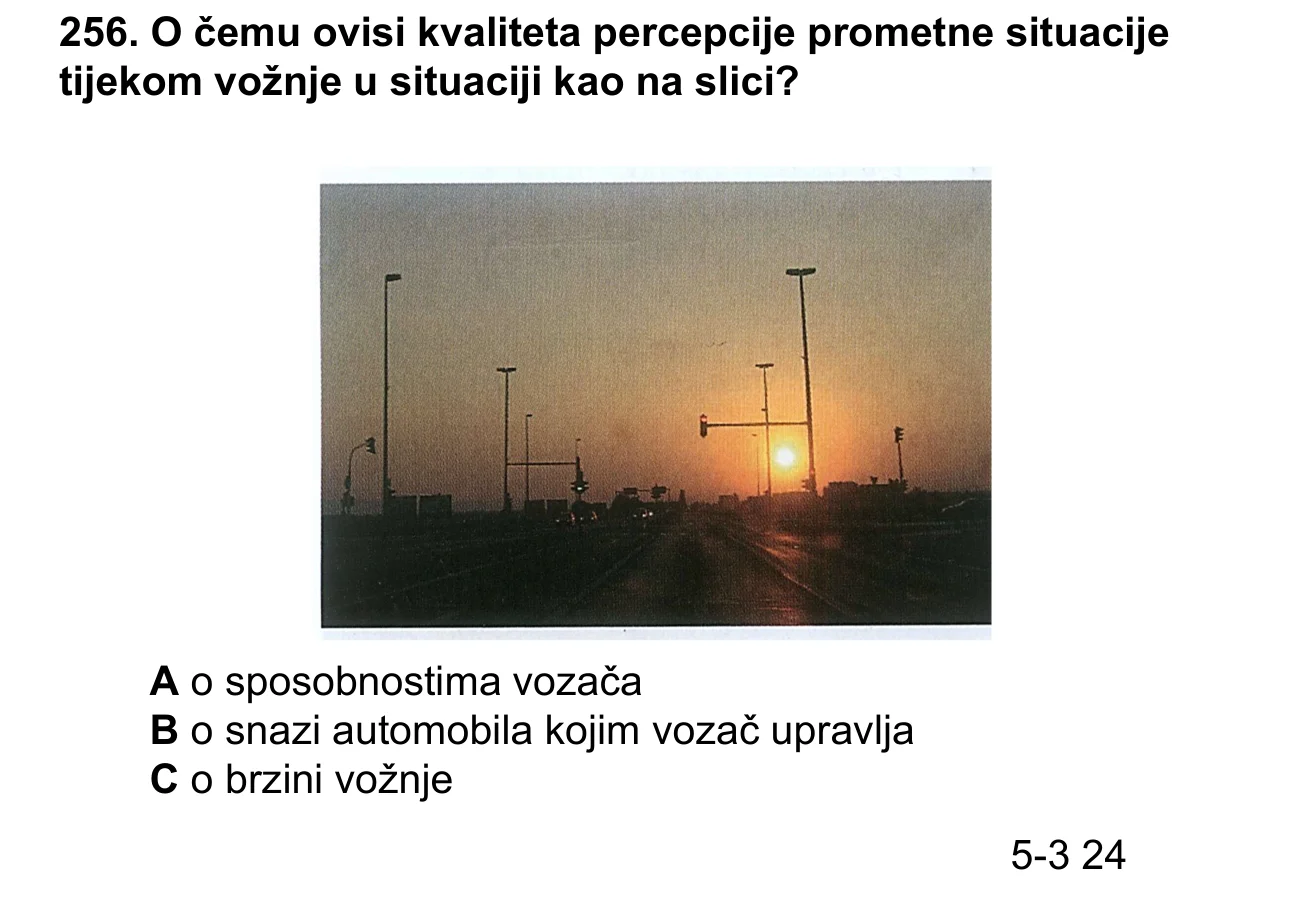 256. O čemu ovisi kvaliteta percepcije prometne situacije
tijekom vožnje u situaciji kao na slici?
A o sposobnostima vozača
B o snazi automobila kojim vozač upravlja
C o brzini vožnje
5-3 24